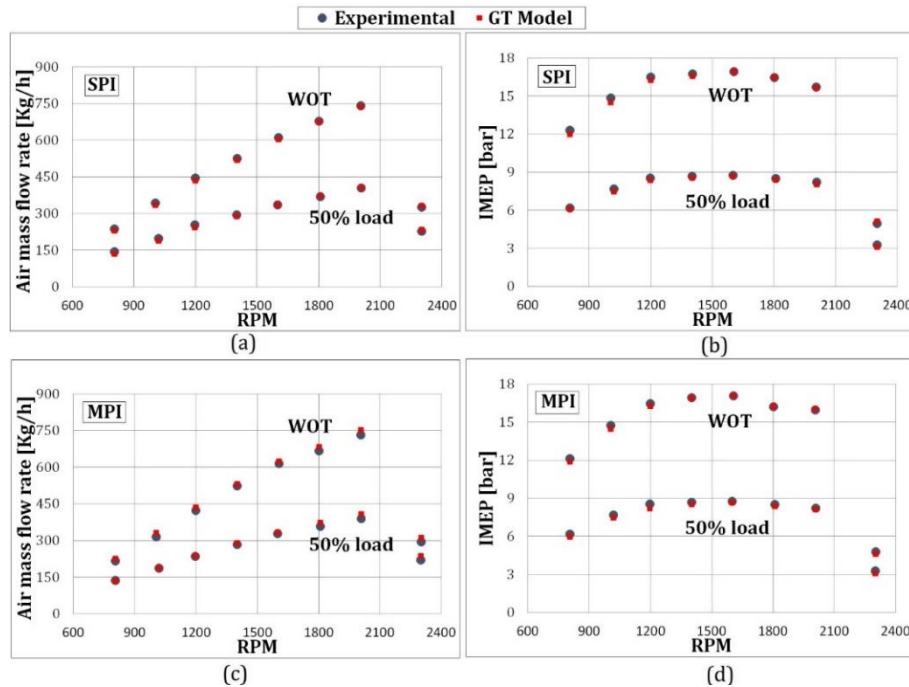 Experimental GT Model
Air mass flow rate [Kg/h]
900
750
600
450
300
150
0
SPI
WOT
50% load
600 900 1200 1500 1800 2100 2400
RPM
(a)
IMEP [bar]
18
15
12
9
6
3
0
SPI
WOT
50% load
600 900 1200 1500 1800 2100 2400
RPM
(b)
Air mass flow rate [Kg/h]
900
750
600
450
300
150
0
MPI
WOT
50% load
600 900 1200 1500 1800 2100 2400
RPM
(c)
IMEP [bar]
18
15
12
9
6
3
0
MPI
WOT
50% load
600 900 1200 1500 1800 2100 2400
RPM
(d)